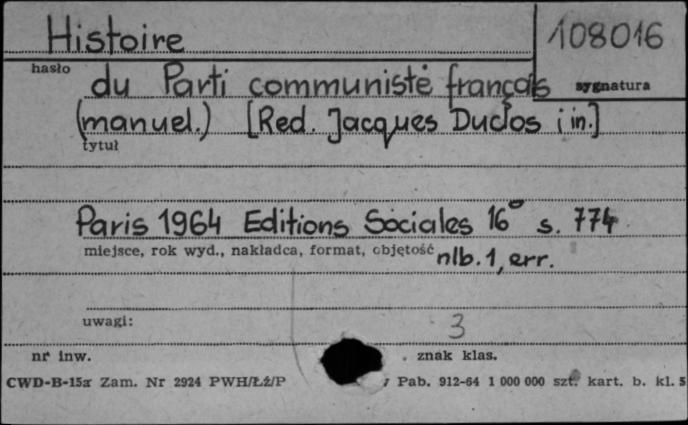 Histoire 108016
hasło
du Parti communiste français sygnatura
(manuel.) [Red. Jacques Duclos i in.]
tytuł
Paris 1964 Editions Sociales 16° s. 774
miejsce, rok wyd., nakładca, format, objętość nlb. 1, err.
uwagi: 3
nr inw. znak klas.
CWD-B-15a Zam. Nr 2924 PWH/Łź/P Pab. 912-64 1 000 000 szt. kart. b. kl. 5